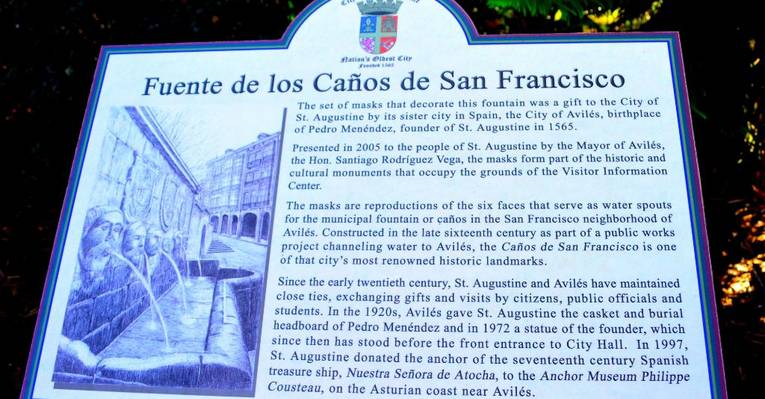 Nation's Oldest City
Founded 1565
Fuente de los Caños de San Francisco
The set of masks that decorate this fountain was a gift to the City of
St. Augustine by its sister city in Spain, the City of Avilés, birthplace
of Pedro Menéndez, founder of St. Augustine in 1565.
Presented in 2005 to the people of St. Augustine by the Mayor of Avilés,
the Hon. Santiago Rodríguez Vega, the masks form part of the historic and
cultural monuments that occupy the grounds of the Visitor Information
Center.
The masks are reproductions of the six faces that serve as water spouts
for the municipal fountain or caños in the San Francisco neighborhood of
Avilés. Constructed in the late sixteenth century as part of a public works
project channeling water to Avilés, the Caños de San Francisco is one
of that city's most renowned historic landmarks.
Since the early twentieth century, St. Augustine and Avilés have maintained
close ties, exchanging gifts and visits by citizens, public officials and
students. In the 1920s, Avilés gave St. Augustine the casket and burial
headboard of Pedro Menéndez and in 1972 a statue of the founder, which
since then has stood before the front entrance to City Hall. In 1997,
St. Augustine donated the anchor of the seventeenth century Spanish
treasure ship, Nuestra Señora de Atocha, to the Anchor Museum Philippe
Cousteau, on the Asturian coast near Avilés.